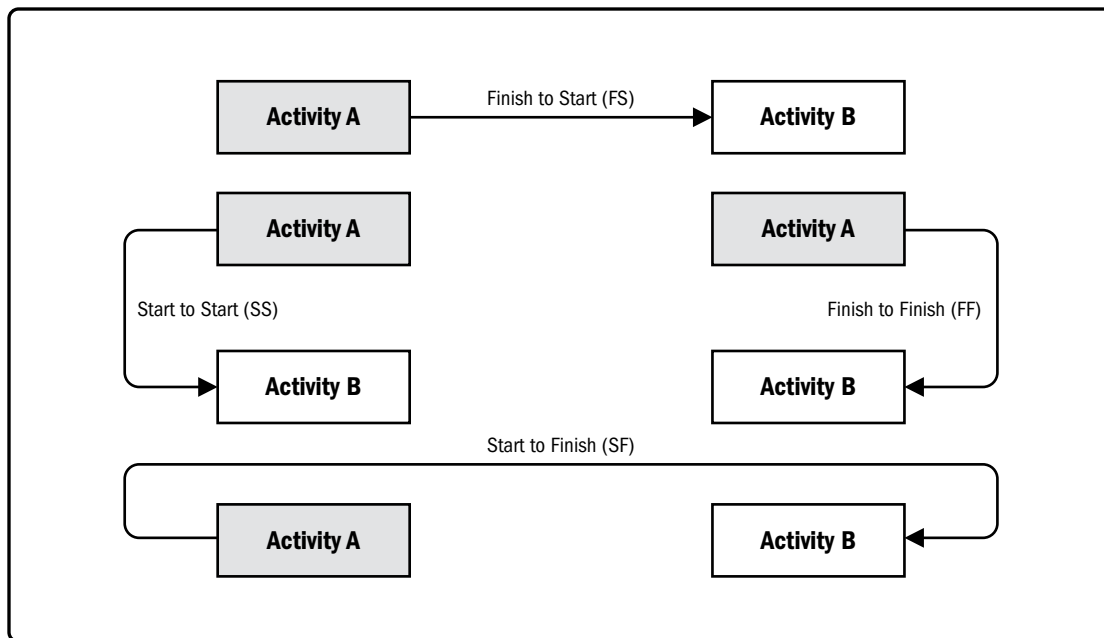 Activity A
Finish to Start (FS)
Activity B
Activity A
Activity A
Start to Start (SS)
Finish to Finish (FF)
Activity B
Activity B
Start to Finish (SF)
Activity A
Activity B